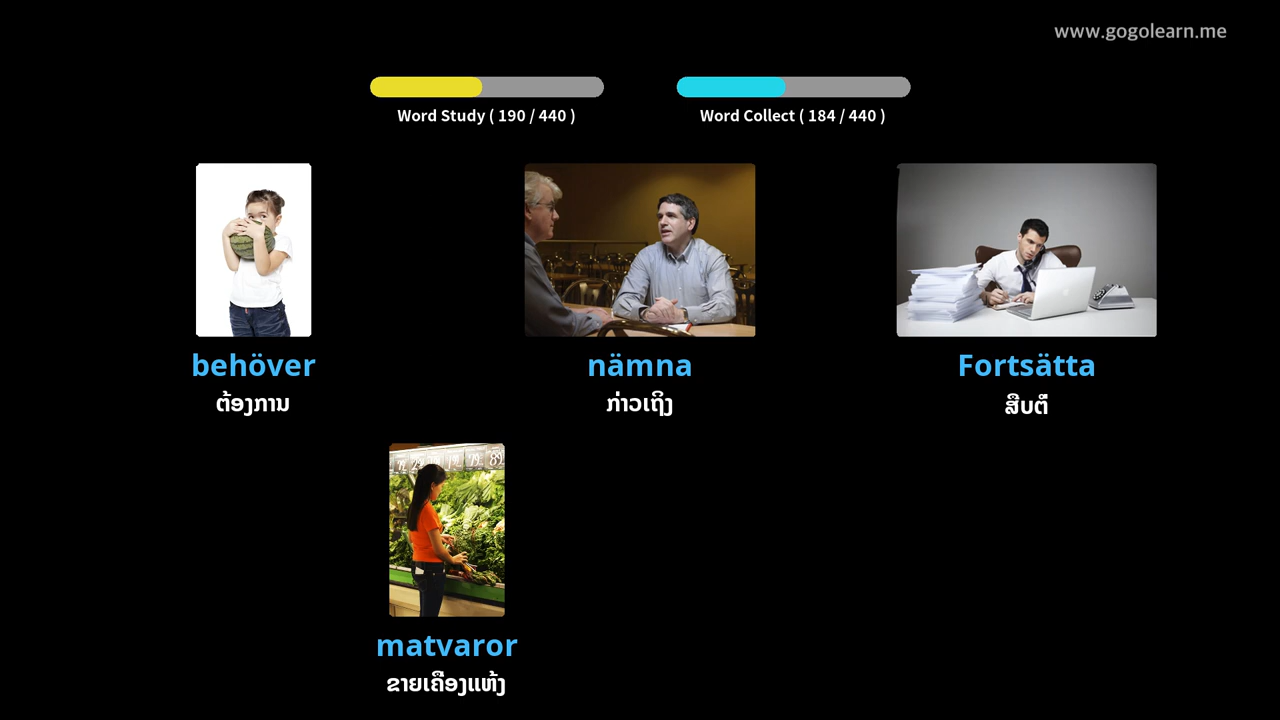 www.gogolearn.me
Word Study ( 190 / 440 )
Word Collect ( 184 / 440 )
behöver
ຕ້ອງການ
nämna
ກ່າວເຖິງ
Fortsätta
ສືບຕໍ່
matvaror
ຂາຍເຄື່ອງແຫ້ງ